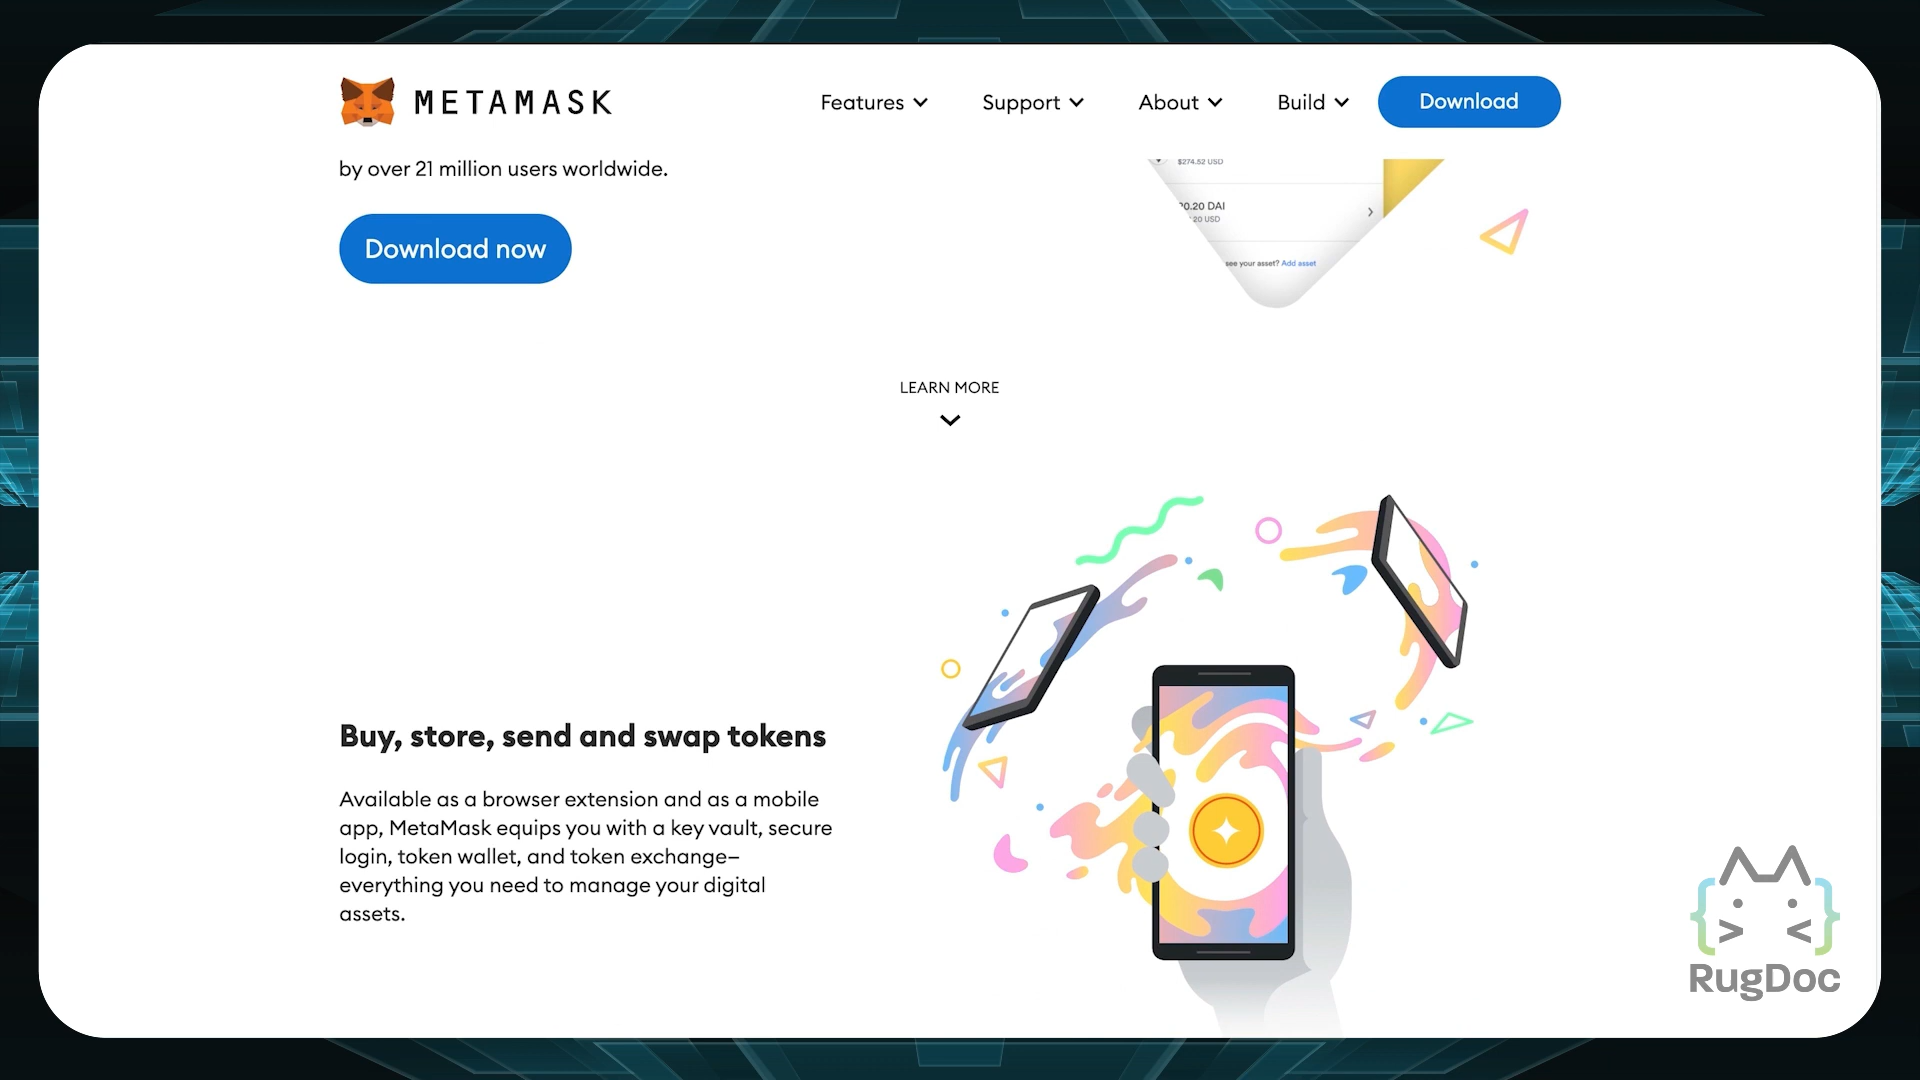 METAMASK
Features
Support
About
Build
Download
by over 21 million users worldwide.
Download now
$274.52 USD
0.20 DAI
20 USD
see your asset? Add asset
LEARN MORE
Buy, store, send and swap tokens
Available as a browser extension and as a mobile
app, MetaMask equips you with a key vault, secure
login, token wallet, and token exchange—
everything you need to manage your digital
assets.
RugDoc